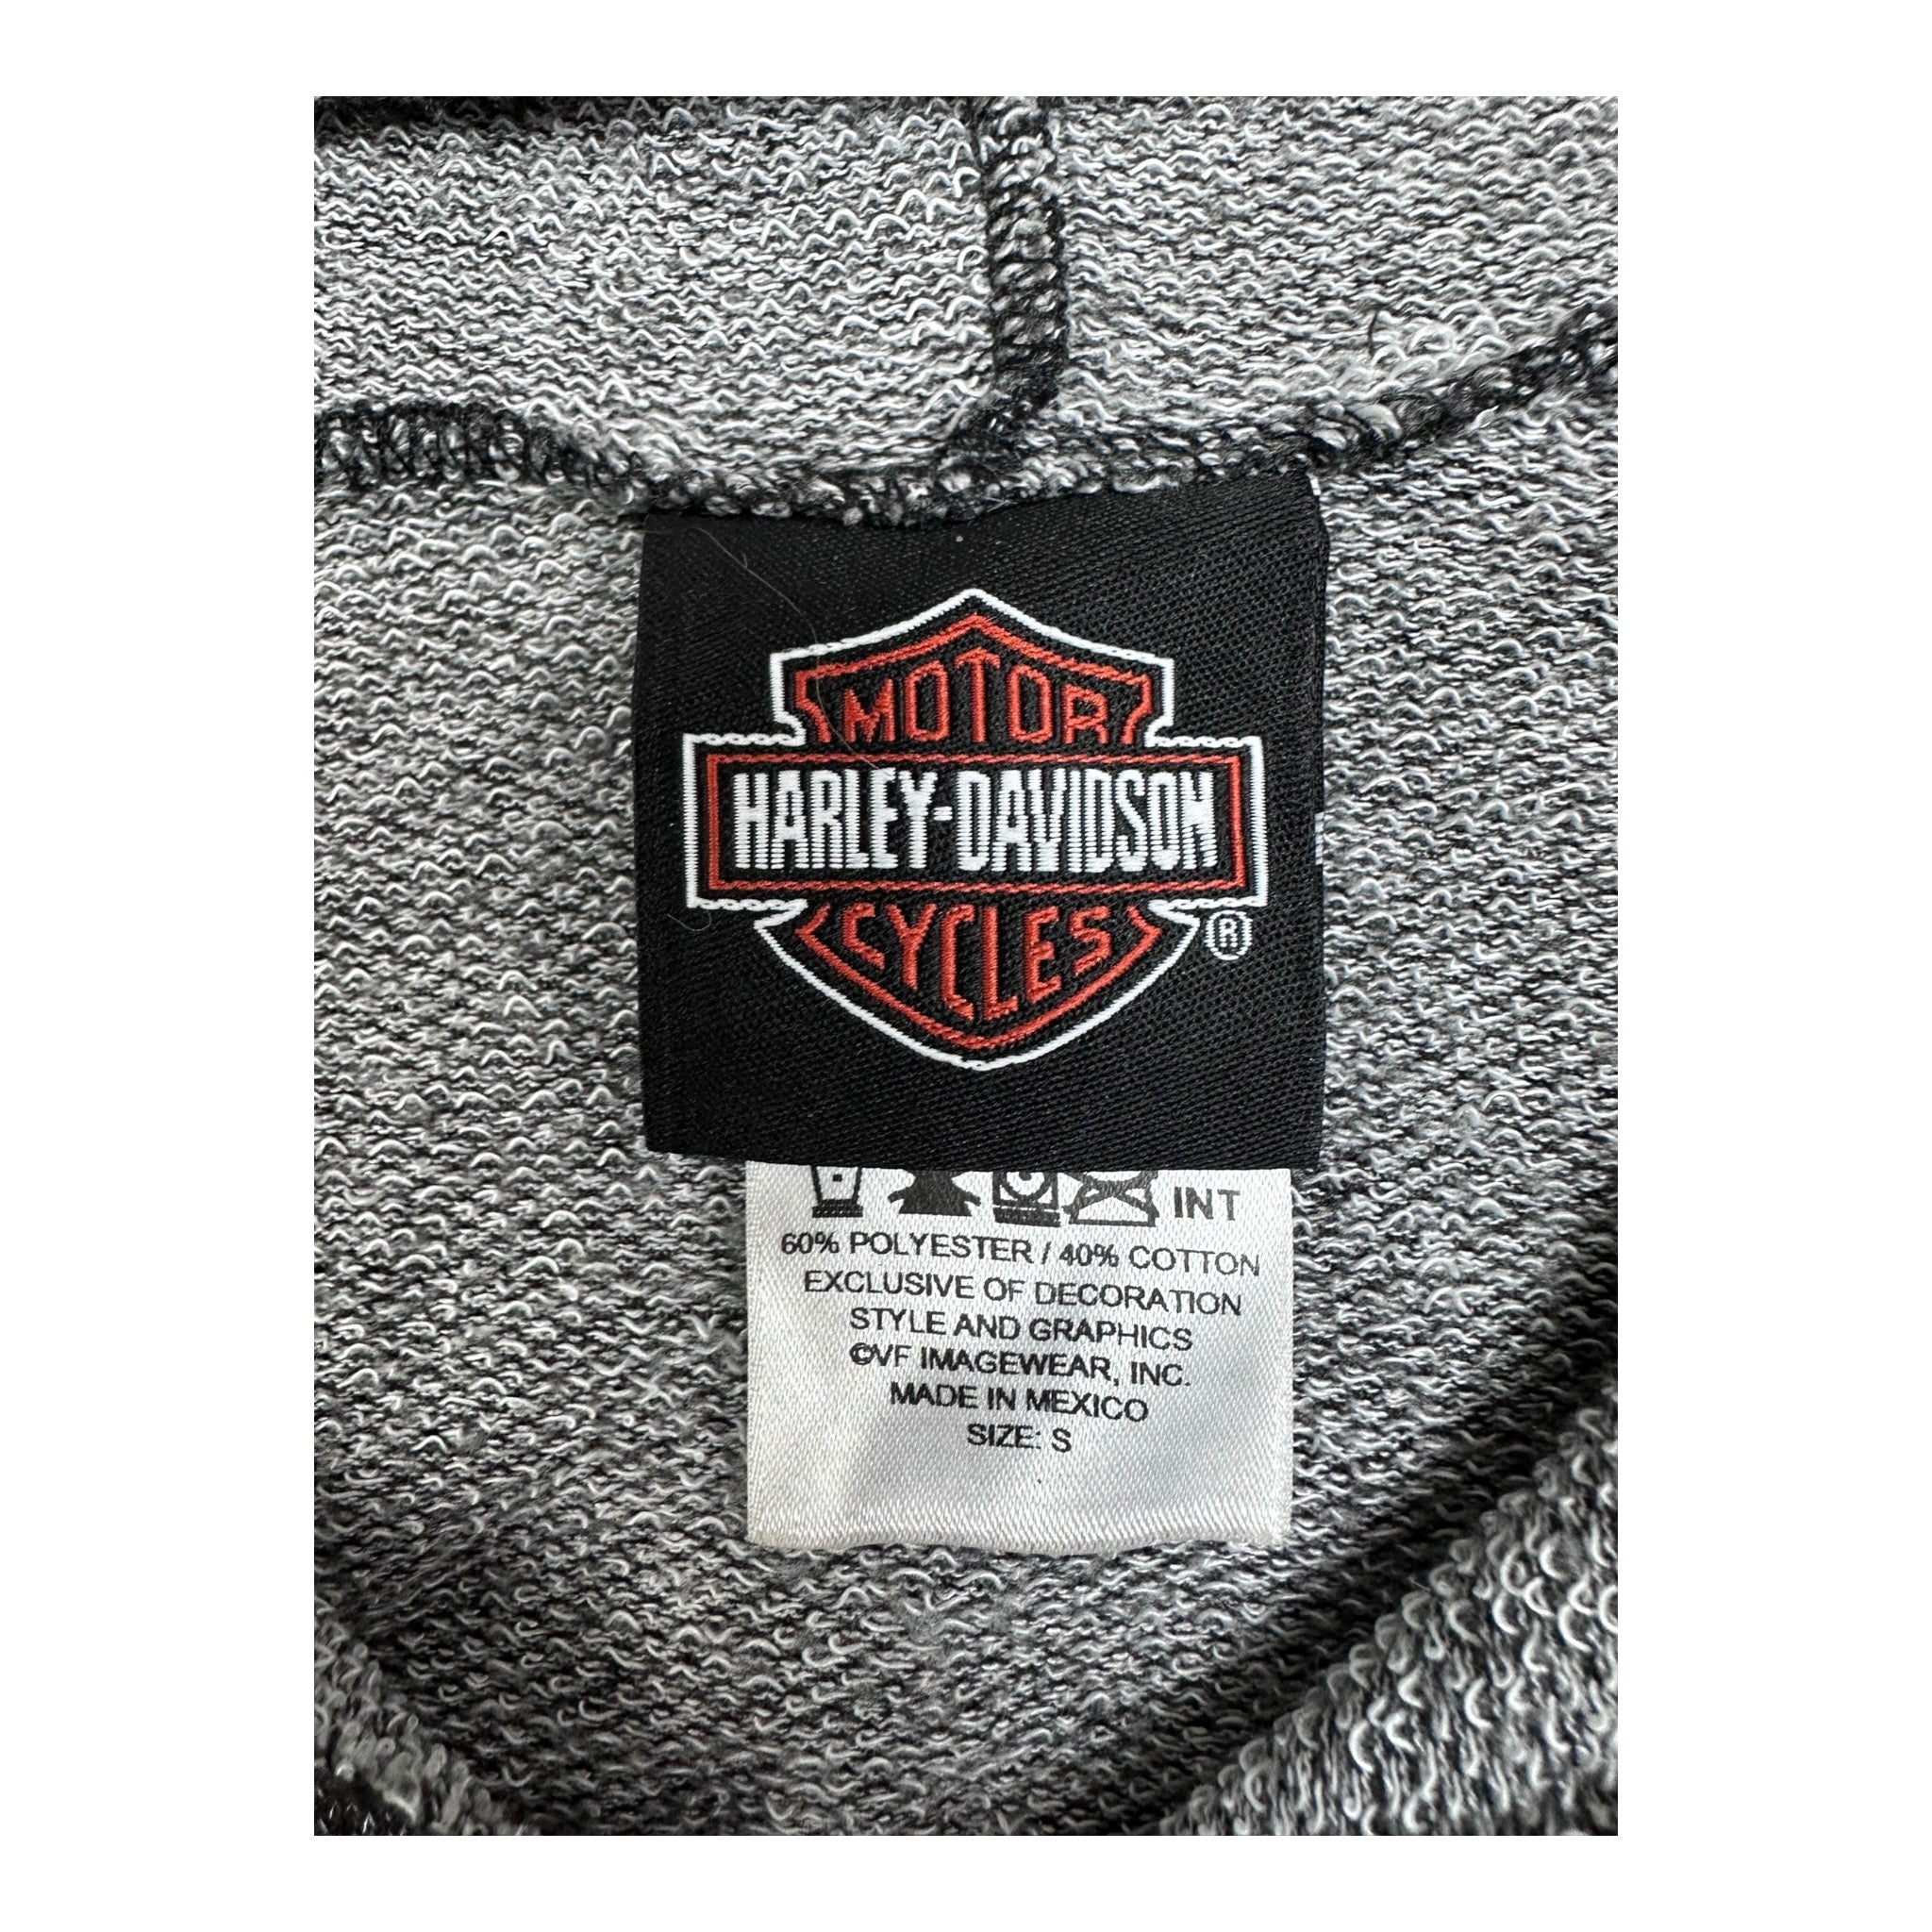 MOTOR
HARLEY-DAVIDSON
CYCLES
®
INT
60% POLYESTER / 40% COTTON
EXCLUSIVE OF DECORATION
STYLE AND GRAPHICS
©VF IMAGEWEAR, INC.
MADE IN MEXICO
SIZE: S